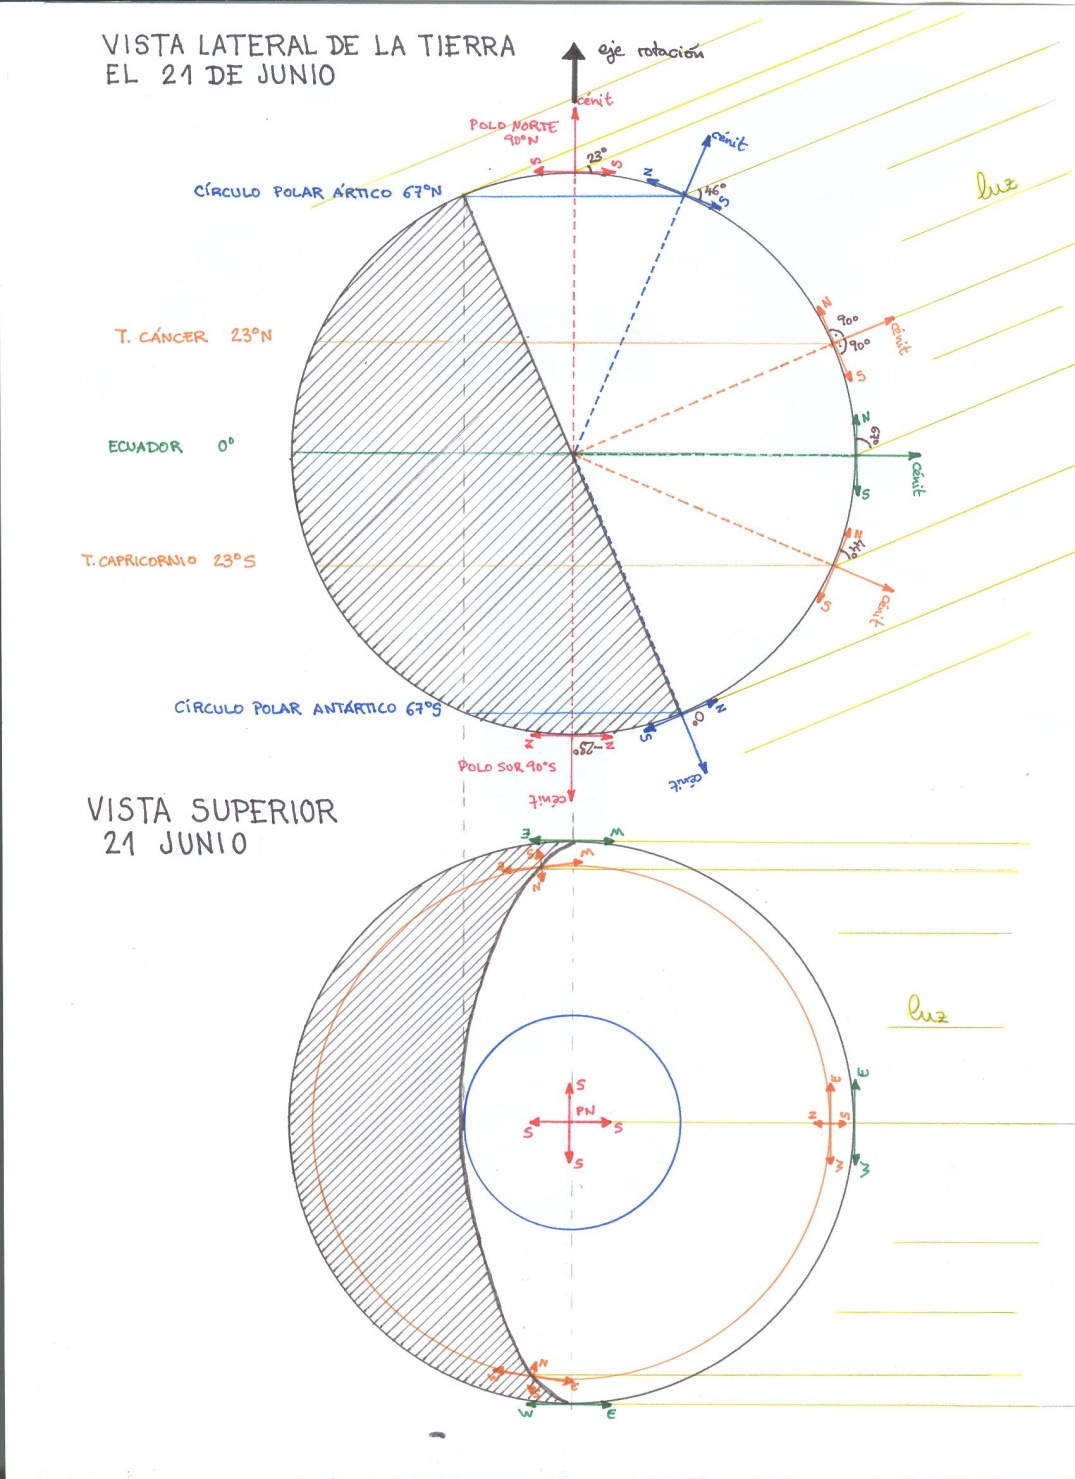 VISTA LATERAL DE LA TIERRA
EL 21 DE JUNIO
eje rotación
cénit
POLO NORTE
90°N
S
S
23°
cénit
N
46°
S
CÍRCULO POLAR ÁRTICO 67°N
luz
N
90°
90°
cénit
S
T. CÁNCER 23°N
N
67°
ECUADOR 0°
cénit
S
N
44°
T. CAPRICORNIO 23°S
cénit
S
CÍRCULO POLAR ANTÁRTICO 67°S
N
0°
S
N
-23°
N
POLO SUR 90°S
cénit
cénit
VISTA SUPERIOR
21 JUNIO
E
W
S
W
E
N
luz
S
PN
S
S
S
E
N
S
W
E
W
N
W
E
S
W
E